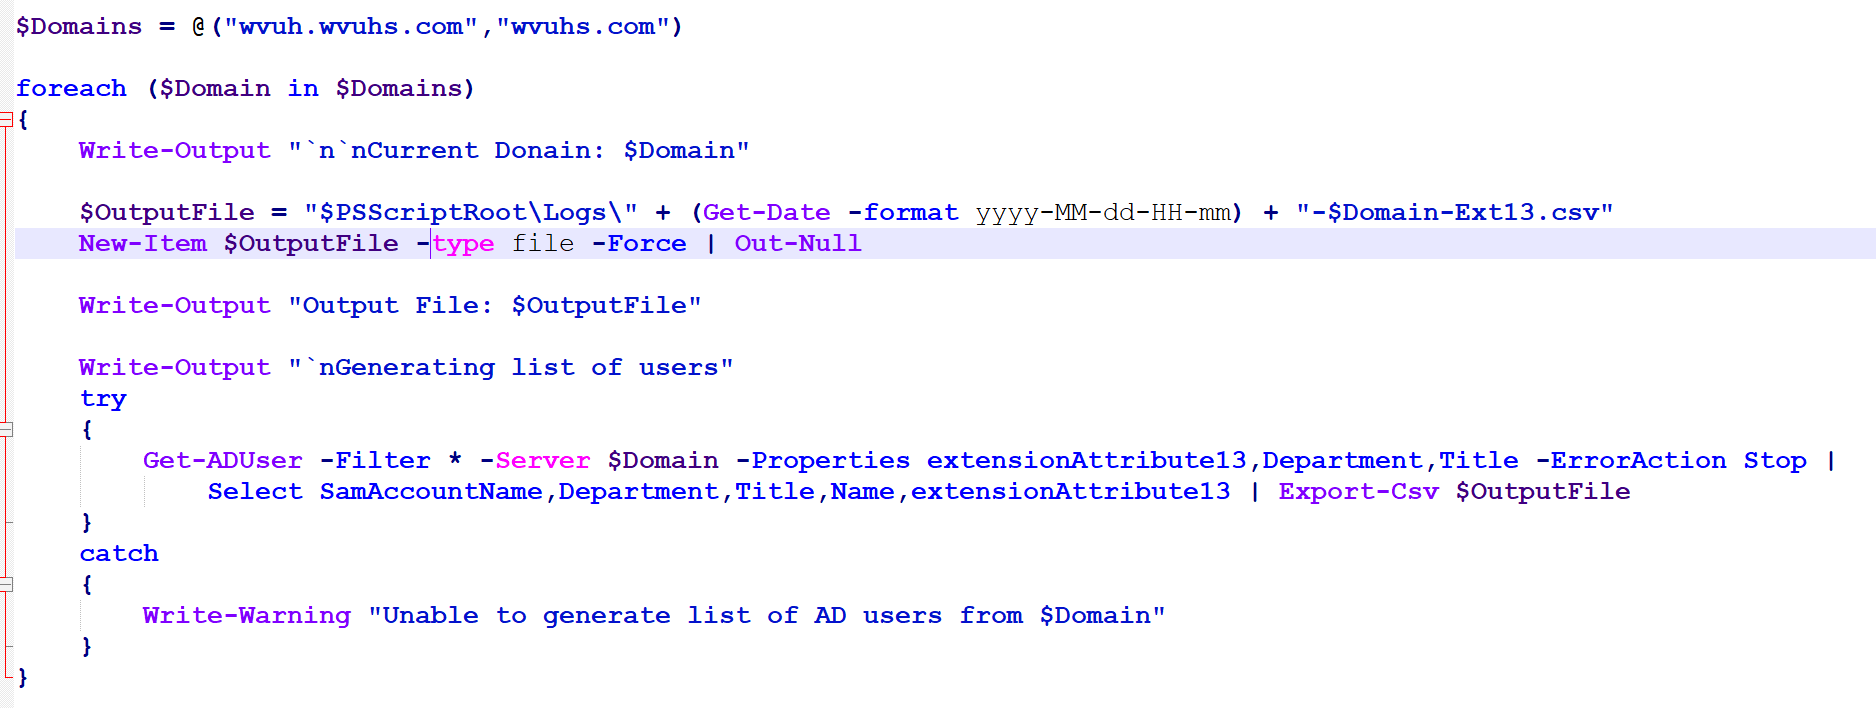 $Domains = @("wvuh.wvuhs.com","wvuhs.com")
foreach ($Domain in $Domains)
{
    Write-Output "`n`nCurrent Donain: $Domain"
    $OutputFile = "$PSScriptRoot\Logs\" + (Get-Date -format yyyy-MM-dd-HH-mm) + "-$Domain-Ext13.csv"
    New-Item $OutputFile -type file -Force | Out-Null
    Write-Output "Output File: $OutputFile"
    Write-Output "`nGenerating list of users"
    try
    {
        Get-ADUser -Filter * -Server $Domain -Properties extensionAttribute13,Department,Title -ErrorAction Stop |
            Select SamAccountName,Department,Title,Name,extensionAttribute13 | Export-Csv $OutputFile
    }
    catch
    {
        Write-Warning "Unable to generate list of AD users from $Domain"
    }
}